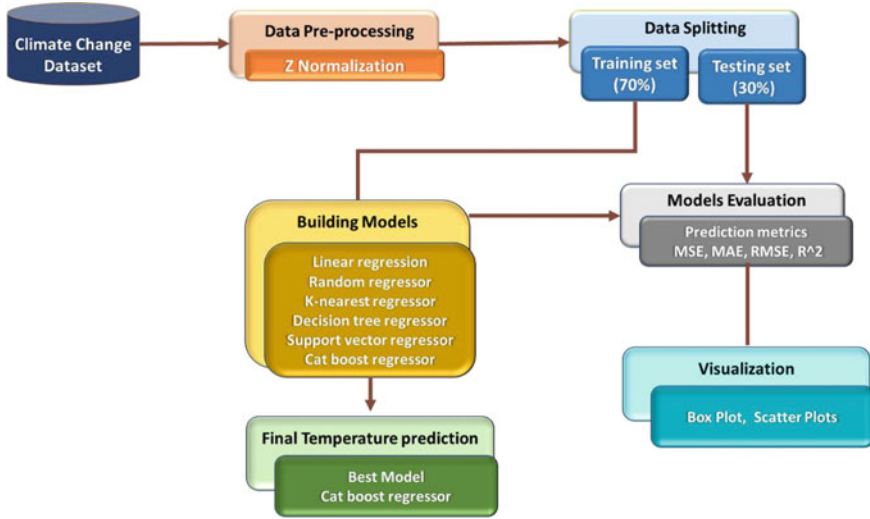 Climate Change
Dataset
Data Pre-processing
Z Normalization
Data Splitting
Training set
(70%)
Testing set
(30%)
Building Models
Linear regression
Random regressor
K-nearest regressor
Decision tree regressor
Support vector regressor
Cat boost regressor
Models Evaluation
Prediction metrics
MSE, MAE, RMSE, R^2
Visualization
Box Plot, Scatter Plots
Final Temperature prediction
Best Model
Cat boost regressor